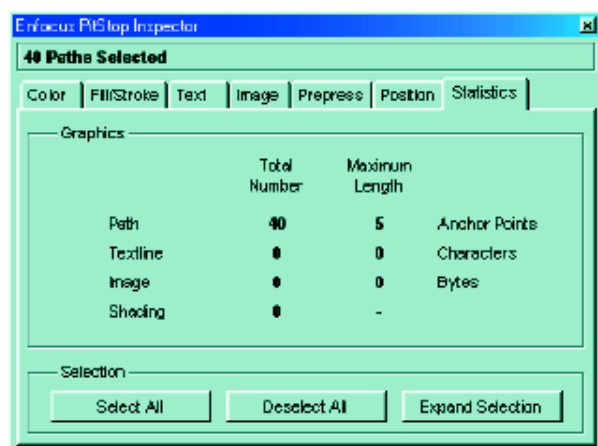 Enfocus PitStop Inspector
40 Paths Selected
Color Fill/Stroke Text Image Prepress Position Statistics
Graphics
Total Number Maximum Length
Path 40 5 Anchor Points
Textline 0 0 Characters
Image 0 0 Bytes
Shading 0 -
Selection
Select All Deselect All Expand Selection